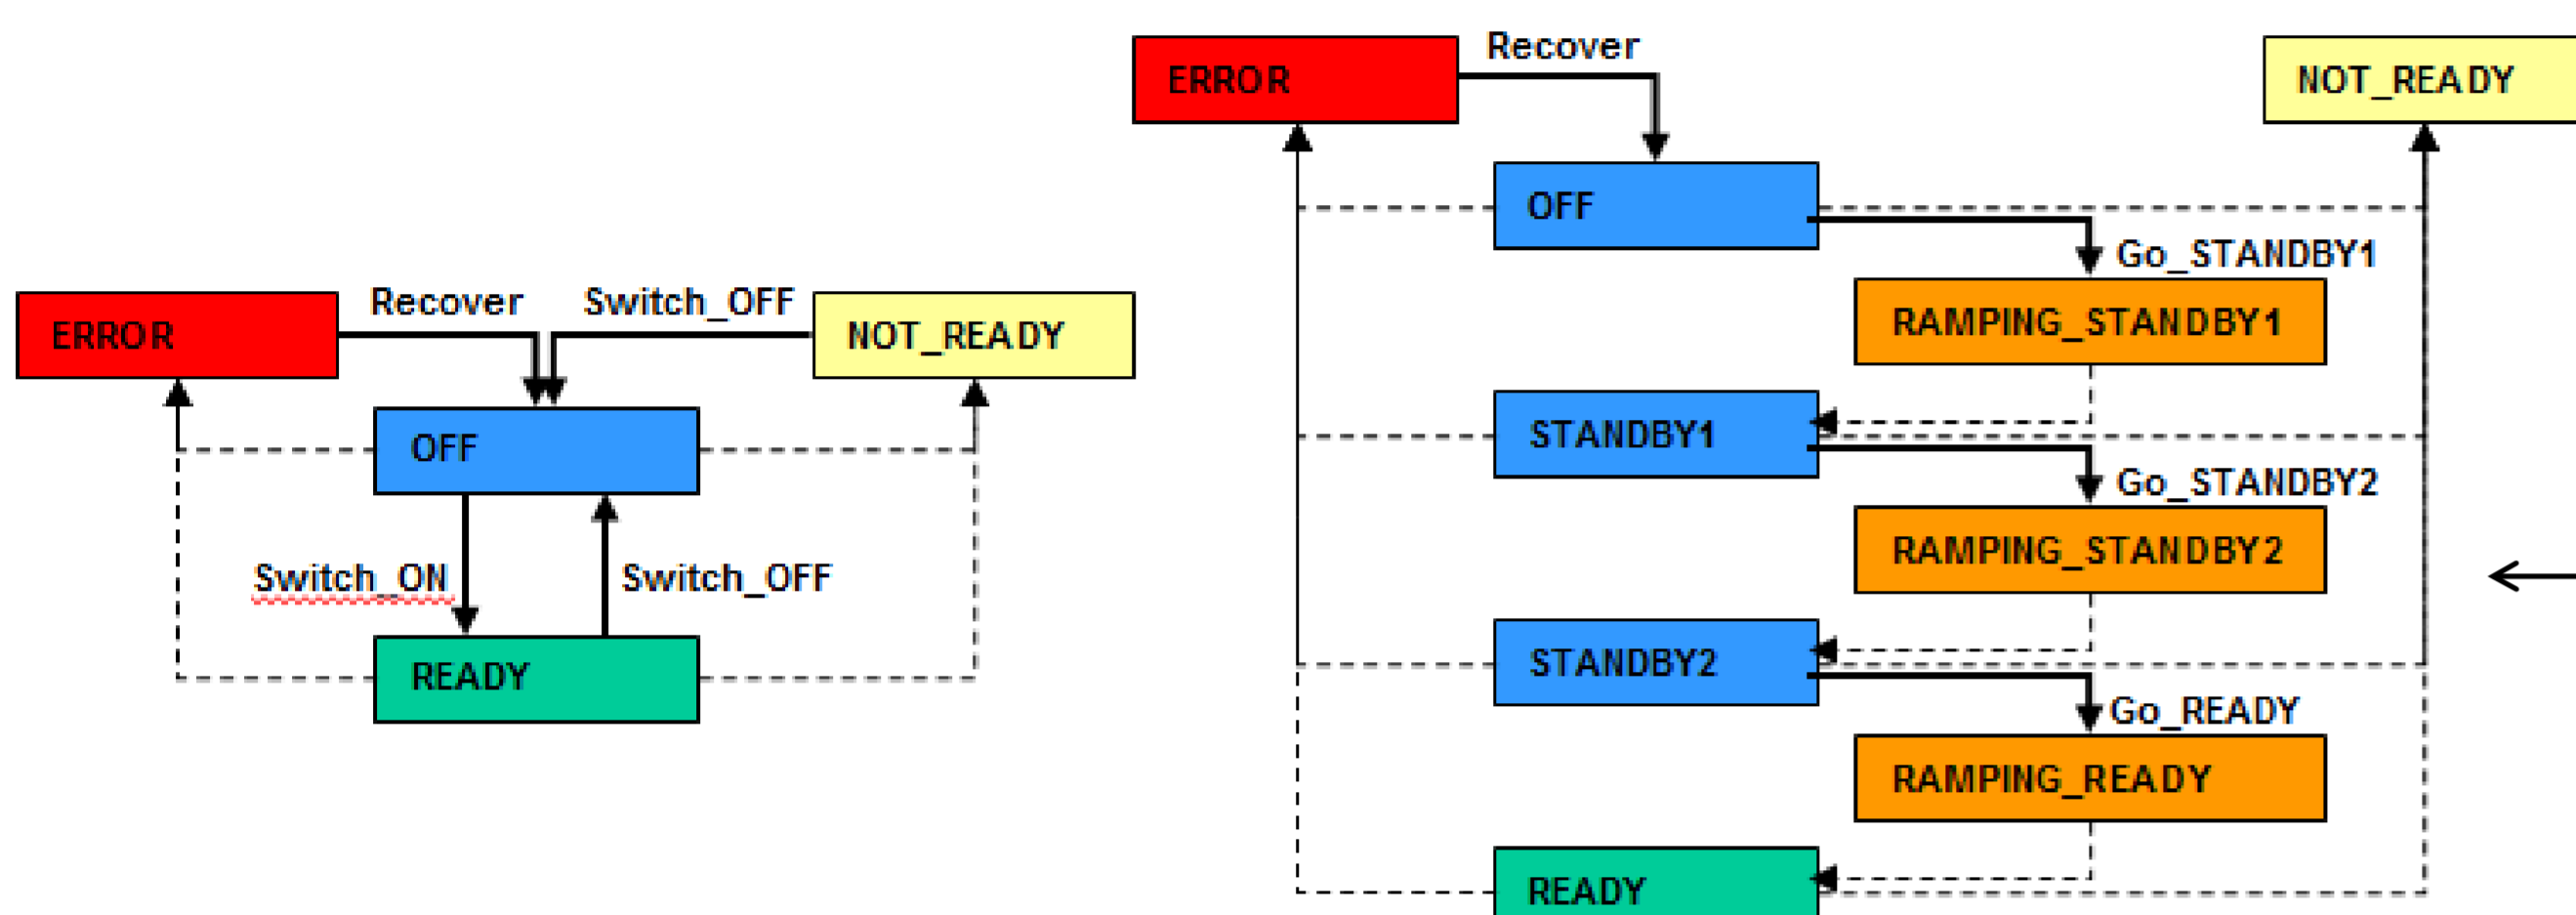 ERROR
Recover
Switch_OFF
NOT_READY
OFF
Switch_ON
Switch_OFF
READY
ERROR
Recover
NOT_READY
OFF
Go_STANDBY1
RAMPING_STANDBY1
STANDBY1
Go_STANDBY2
RAMPING_STANDBY2
STANDBY2
Go_READY
RAMPING_READY
READY